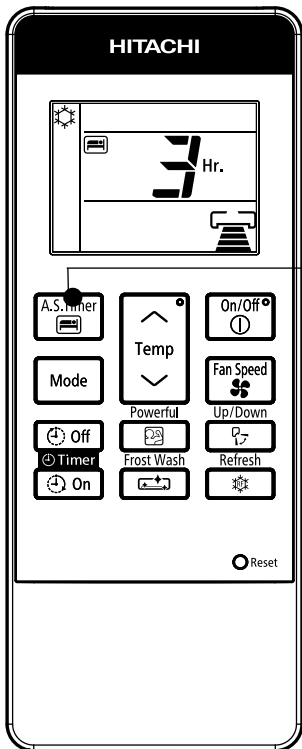 HITACHI
3 Hr.
A.S.Timer
Temp
On/Off
Mode
Fan Speed
Powerful
Up/Down
Off
Timer
Frost Wash
Refresh
On
Reset